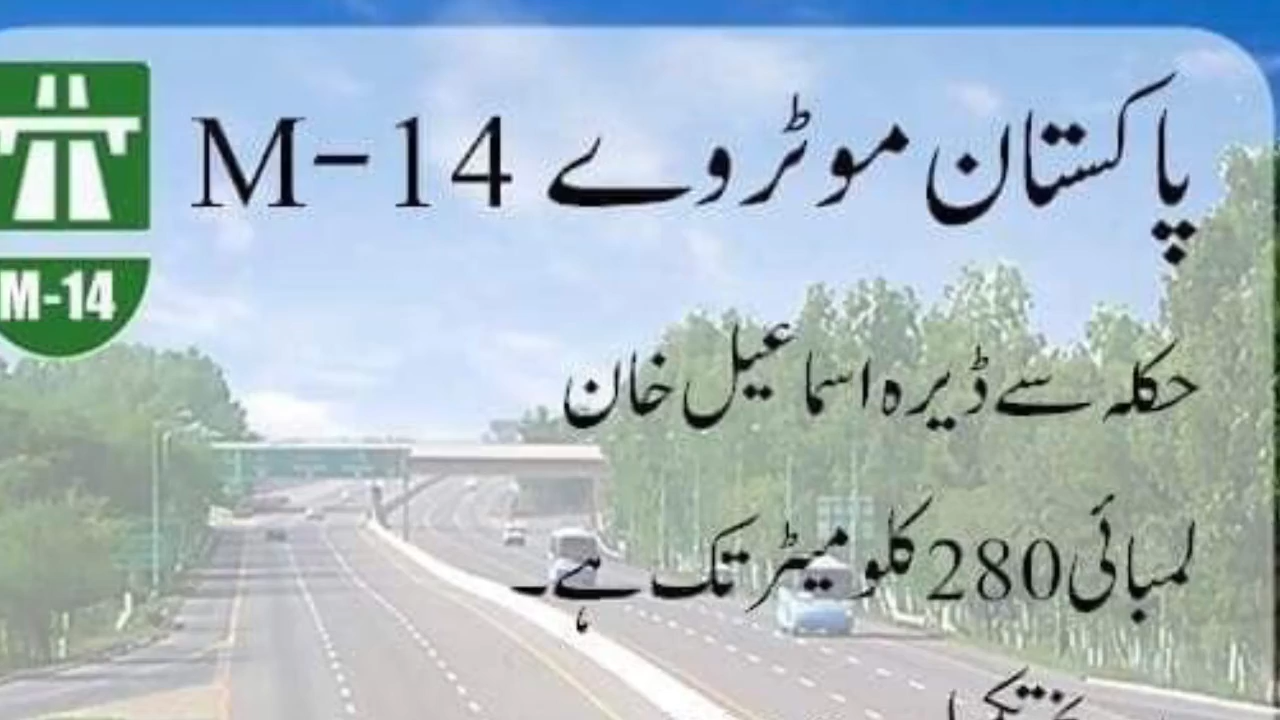 پاکستان موٹروے M-14
M-14
حکلہ سے ڈیرہ اسماعیل خان
لمبائی 280 کلومیٹر تک ہے۔